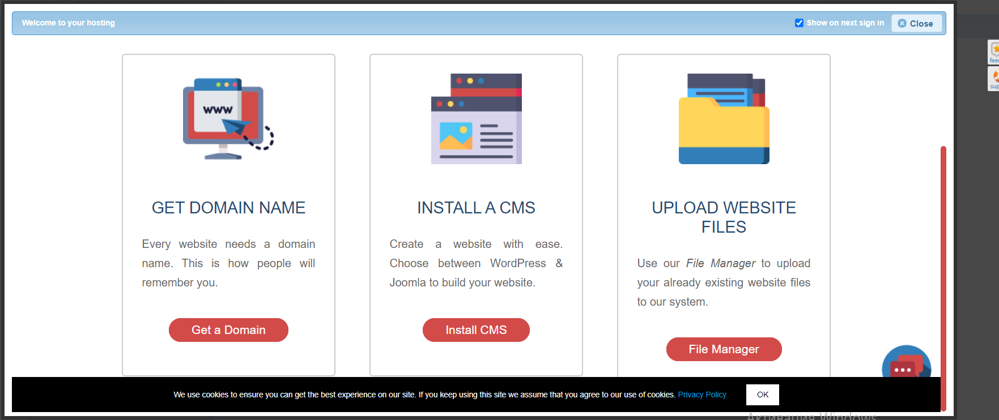 Welcome to your hosting
Show on next sign in
Close
www
GET DOMAIN NAME
Every website needs a domain
name. This is how people will
remember you.
Get a Domain
INSTALL A CMS
Create a website with ease.
Choose between WordPress &
Joomla to build your website.
Install CMS
UPLOAD WEBSITE
FILES
Use our File Manager to upload
your already existing website files
to our system.
File Manager
We use cookies to ensure you can get the best experience on our site. If you keep using this site we assume that you agree to our use of cookies. Privacy Policy
OK
Активация Windows